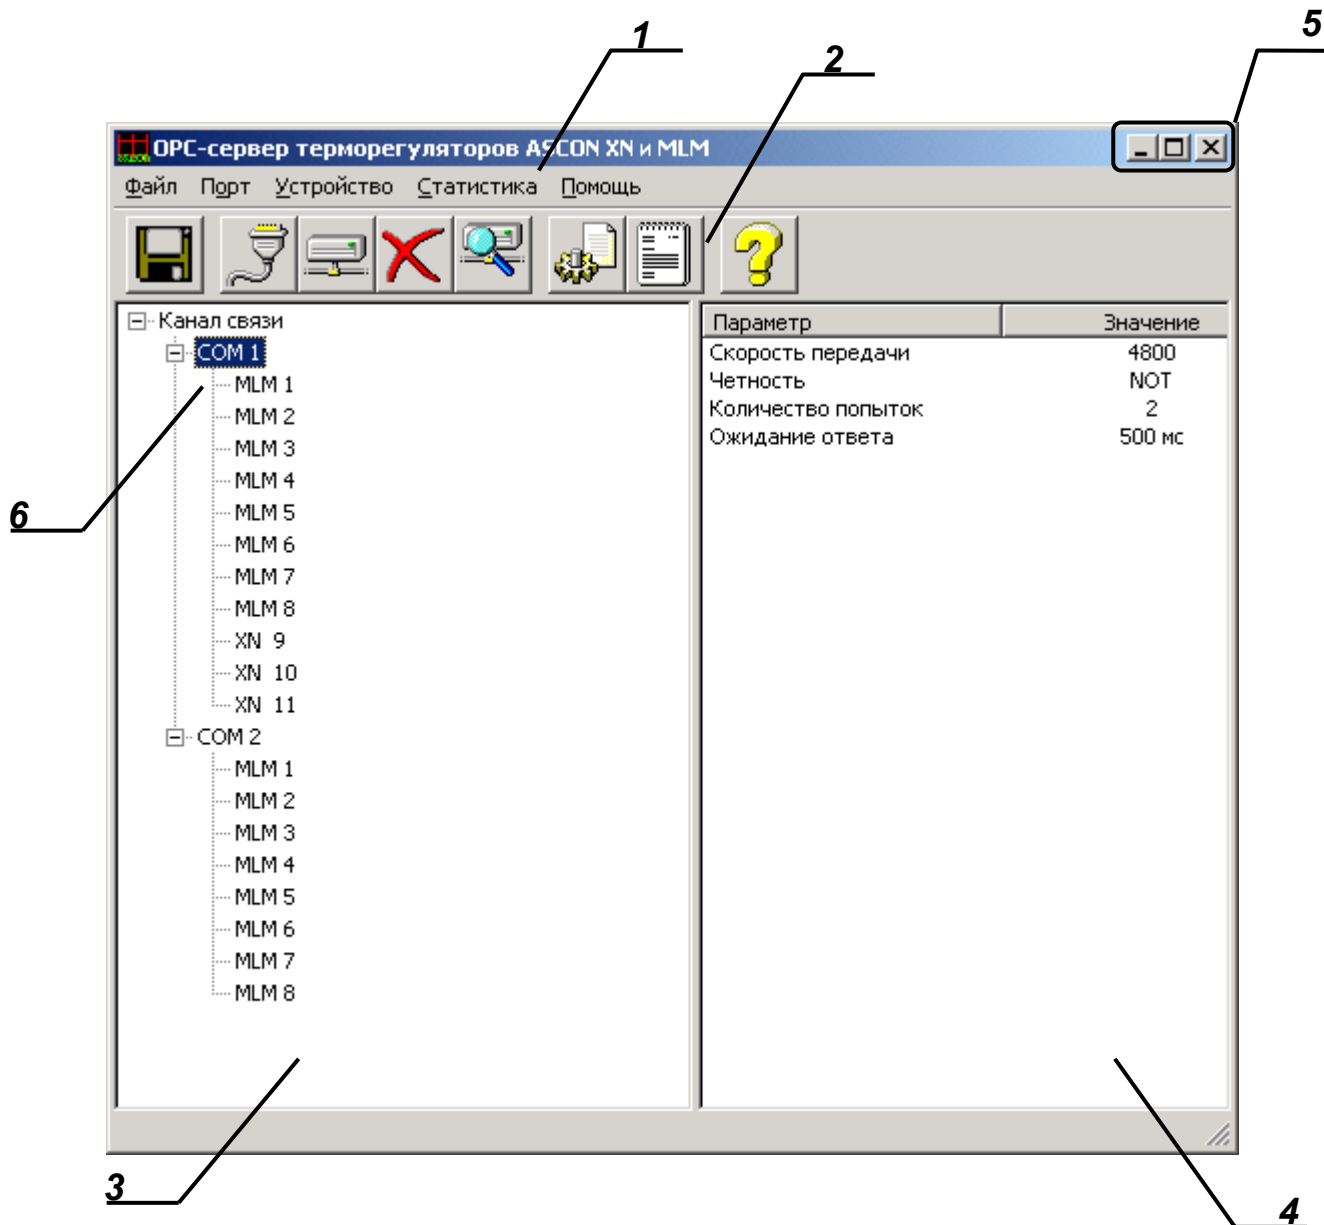 1
5
2
ОРС-сервер терморегуляторов ASCON XN и MLM
Файл Порт Устройство Статистика Помощь
Канал связи
COM 1
MLM 1
MLM 2
MLM 3
MLM 4
MLM 5
MLM 6
MLM 7
MLM 8
XN 9
XN 10
XN 11
COM 2
MLM 1
MLM 2
MLM 3
MLM 4
MLM 5
MLM 6
MLM 7
MLM 8
Параметр Значение
Скорость передачи 4800
Четность NOT
Количество попыток 2
Ожидание ответа 500 мс
6
3
4